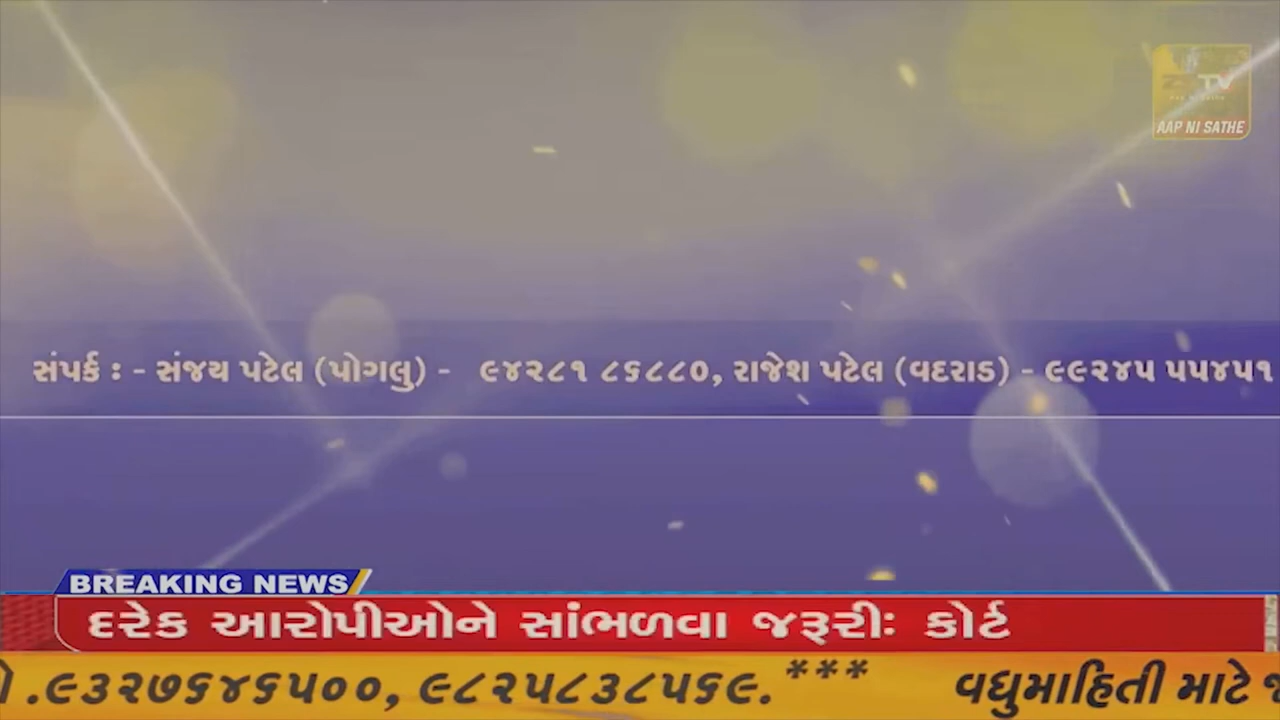 TV
AAP NI SATHE
સંપર્ક : - સંજય પટેલ (પોગલુ) - ૯૪૨૮૧ ૮૬૮૮૦, રાજેશ પટેલ (વદરાડ) - ૯૯૨૪૫ ૫૫૪૫૧
BREAKING NEWS
દરેક આરોપીઓને સાંભળવા જરૂરીઃ કોર્ટ
.૯૩૨૭૬૪૬૫૦૦, ૯૮૨૫૮૩૮૫૬૯.*** વધુમાહિતી માટે